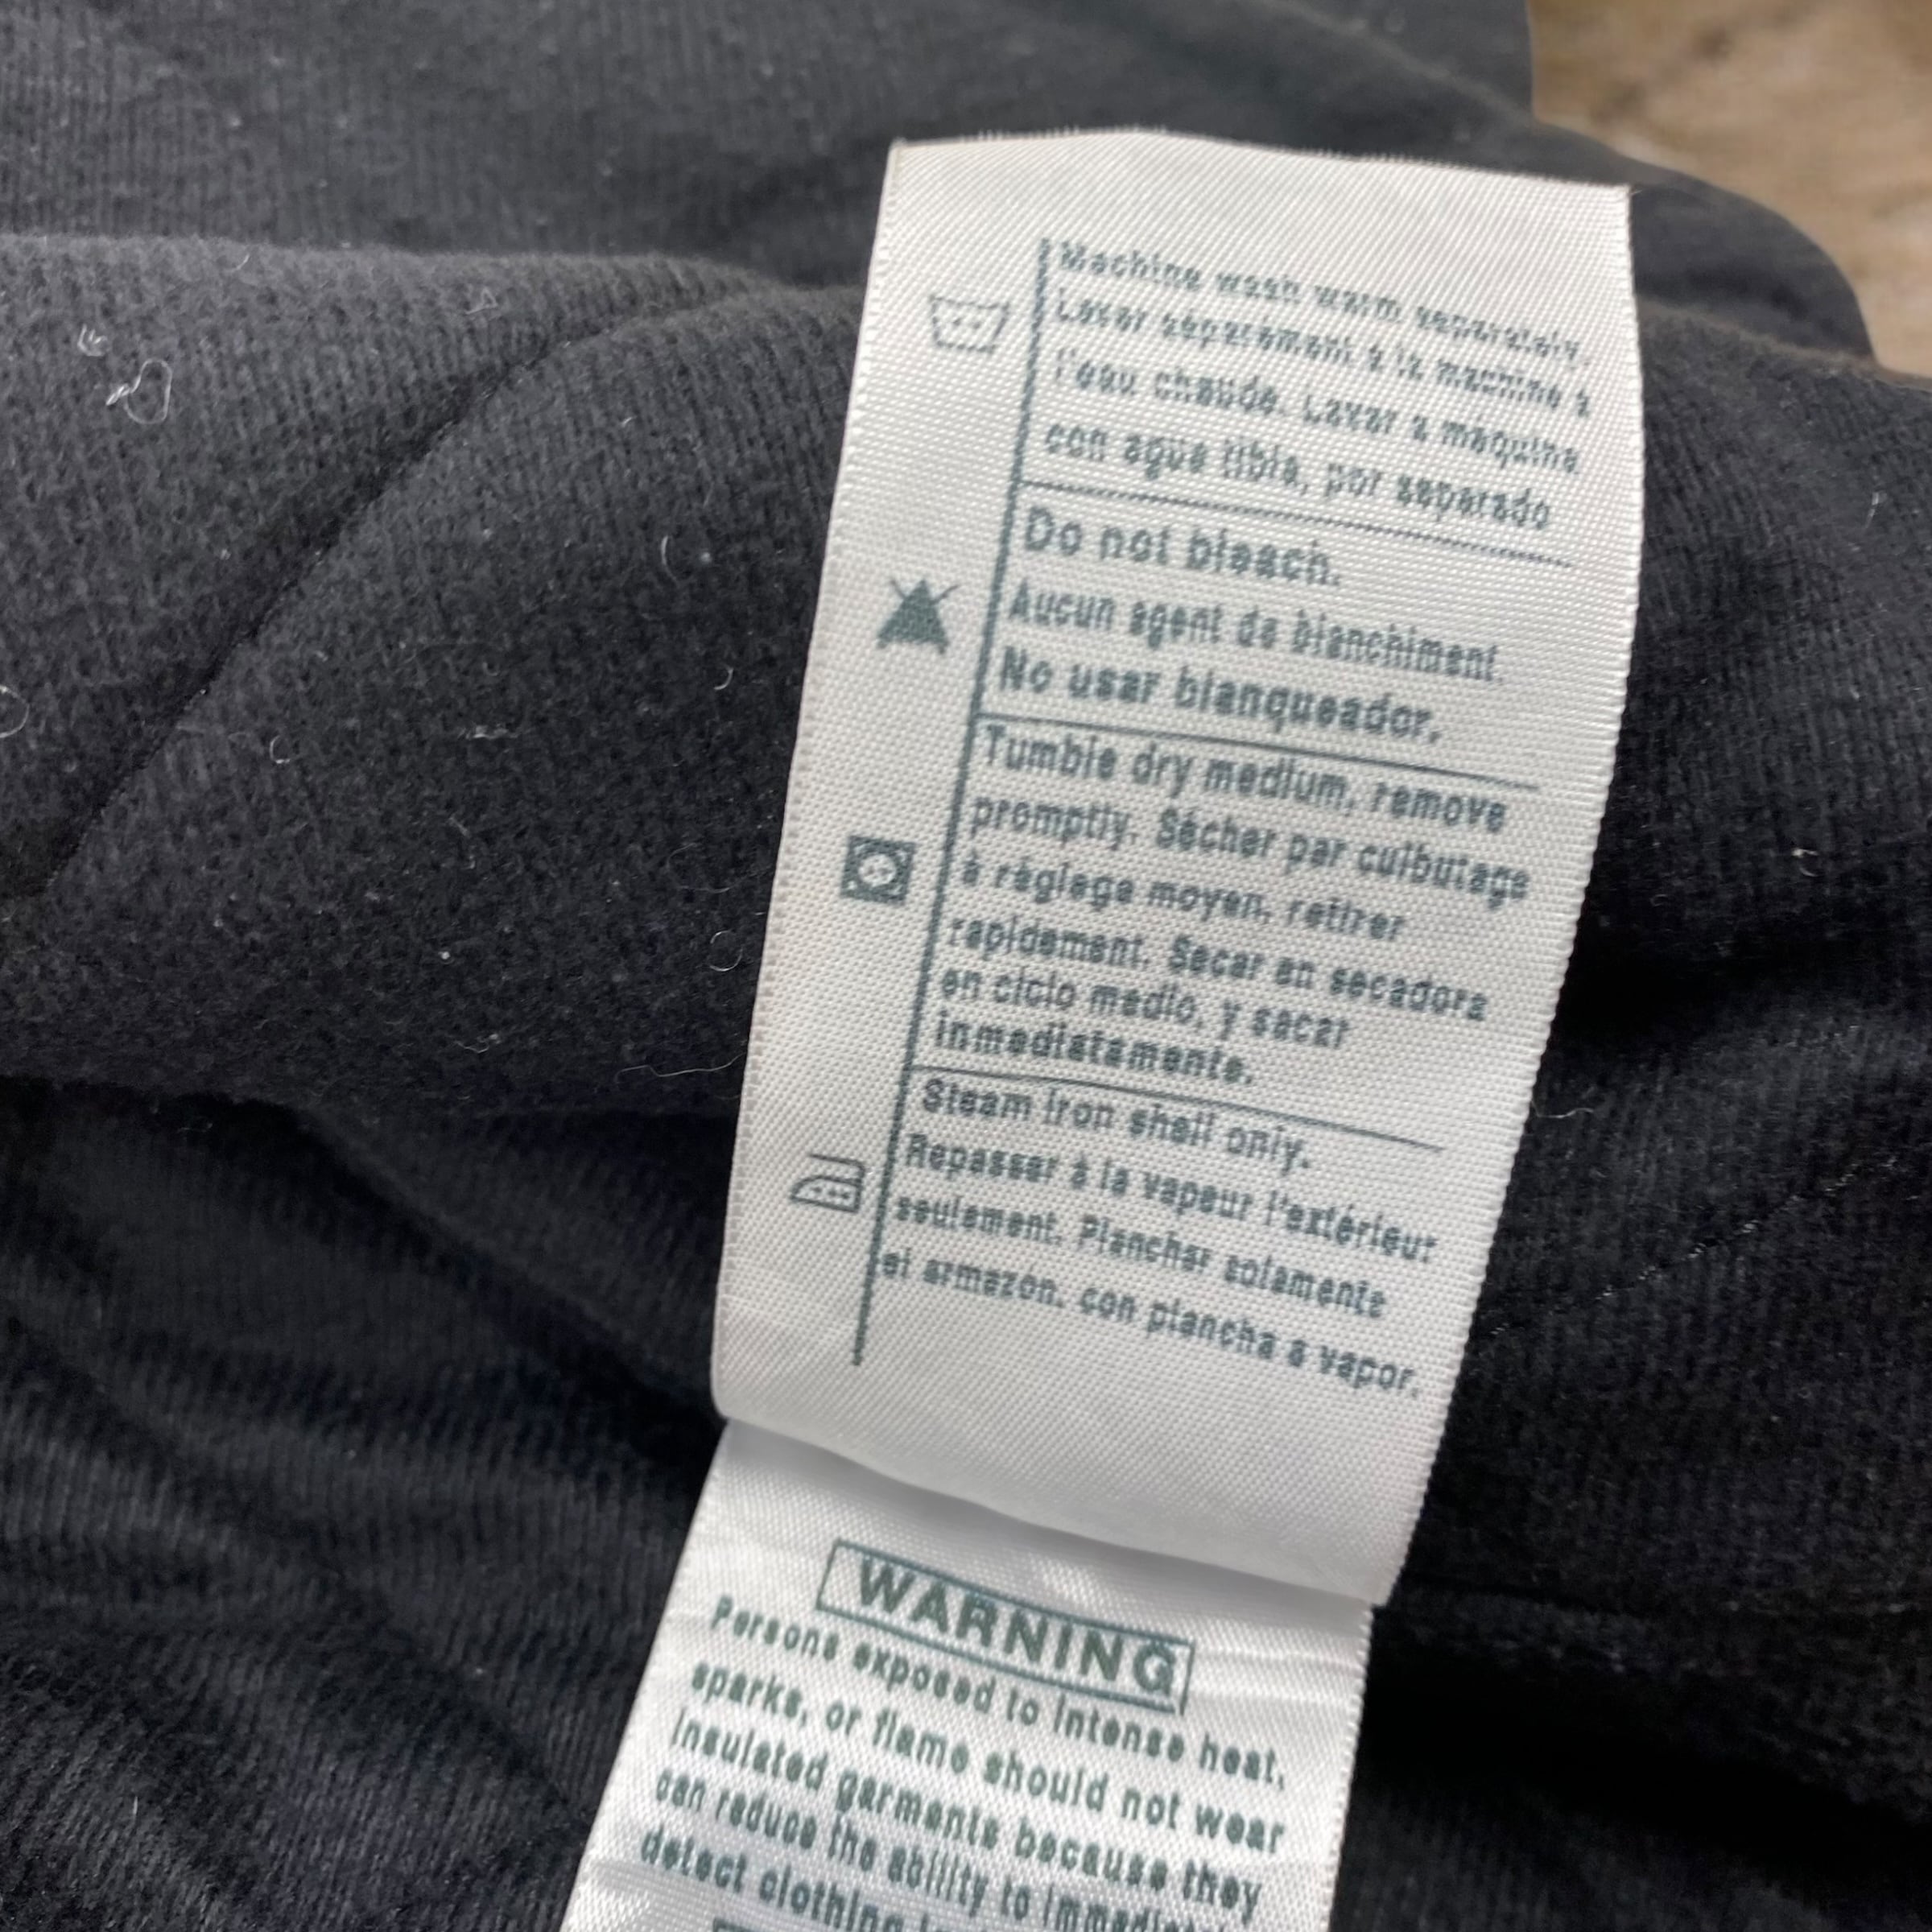 Machine wash warm separately.
Laver séparément à la machine à
l'eau chaude. Lavar a máquina
con agua tibia, por separado
Do not bleach.
Aucun agent de blanchiment.
No usar blanqueador.
Tumble dry medium, remove
promptly. Sécher par culbutage
à réglage moyen, retirer
rapidement. Secar en secadora
en ciclo medio, y sacar
inmediatamente.
Steam iron shell only.
Repasser à la vapeur l'extérieur
seulement. Planchar solamente
el armazon, con plancha a vapor.
WARNING
Persons exposed to intense heat,
sparks, or flame should not wear
insulated garments because they
can reduce the ability to
detect clothing